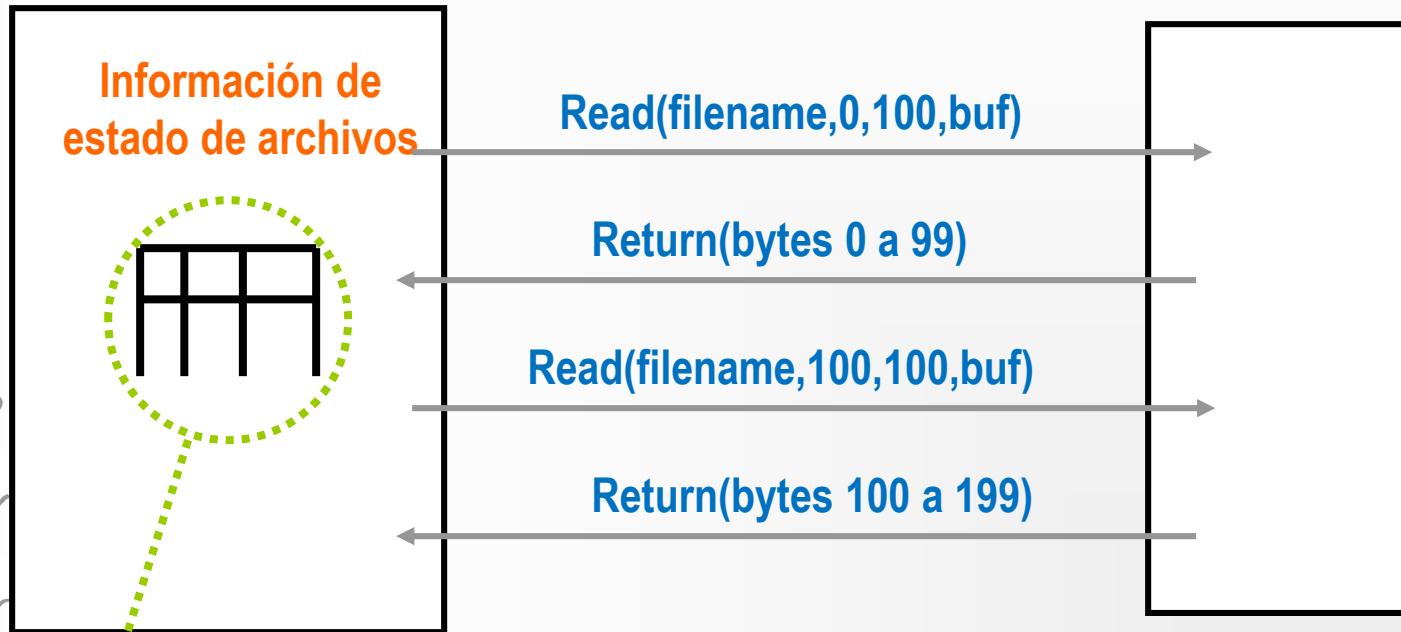 Información de
estado de archivos
Read(filename,0,100,buf)
Return(bytes 0 a 99)
Read(filename,100,100,buf)
Return(bytes 100 a 199)